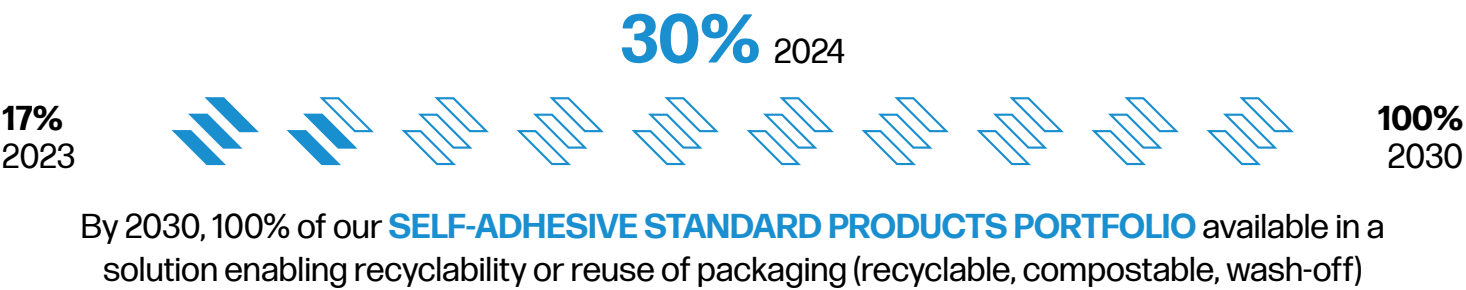 30% 2024
17%
2023
100%
2030
By 2030, 100% of our SELF-ADHESIVE STANDARD PRODUCTS PORTFOLIO available in a
solution enabling recyclability or reuse of packaging (recyclable, compostable, wash-off)